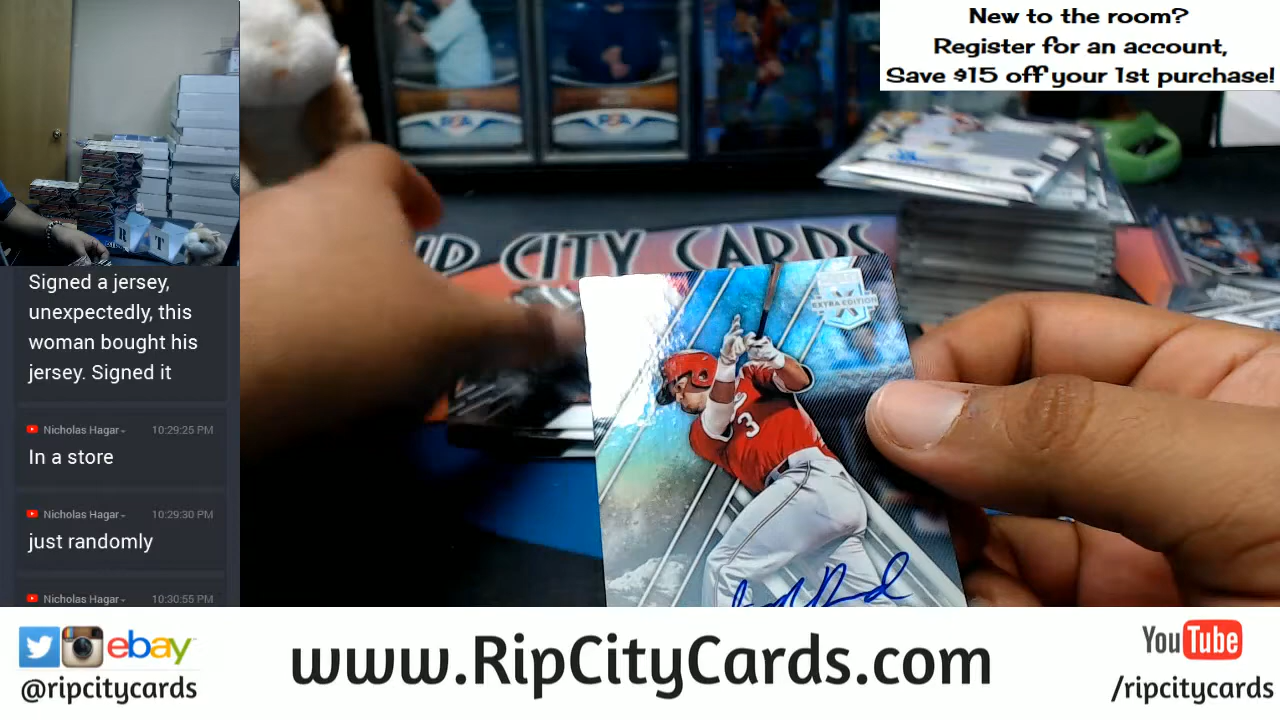 New to the room?
Register for an account,
Save $15 off your 1st purchase!
RIP CITY CARDS
EXTRA EDITION
X
3
R T
Signed a jersey,
unexpectedly, this
woman bought his
jersey. Signed it
Nicholas Hagar 10:29:25 PM
In a store
Nicholas Hagar 10:29:30 PM
just randomly
Nicholas Hagar 10:30:55 PM
ebay
@ripcitycards
www.RipCityCards.com
YouTube
/ripcitycards